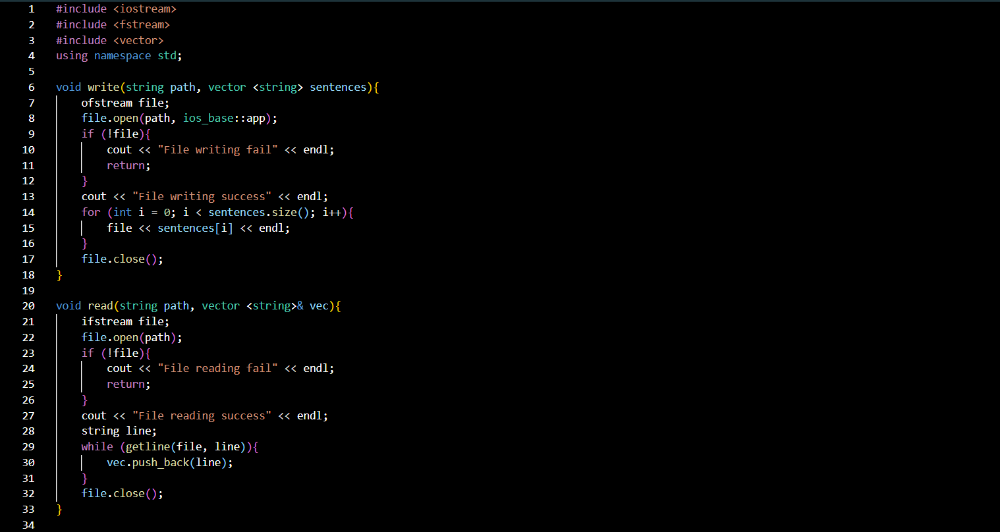 1 #include <iostream>
2 #include <fstream>
3 #include <vector>
4 using namespace std;
5
6 void write(string path, vector <string> sentences){
7     ofstream file;
8     file.open(path, ios_base::app);
9     if (!file){
10         cout << "File writing fail" << endl;
11         return;
12     }
13     cout << "File writing success" << endl;
14     for (int i = 0; i < sentences.size(); i++){
15         file << sentences[i] << endl;
16     }
17     file.close();
18 }
19
20 void read(string path, vector <string>& vec){
21     ifstream file;
22     file.open(path);
23     if (!file){
24         cout << "File reading fail" << endl;
25         return;
26     }
27     cout << "File reading success" << endl;
28     string line;
29     while (getline(file, line)){
30         vec.push_back(line);
31     }
32     file.close();
33 }
34